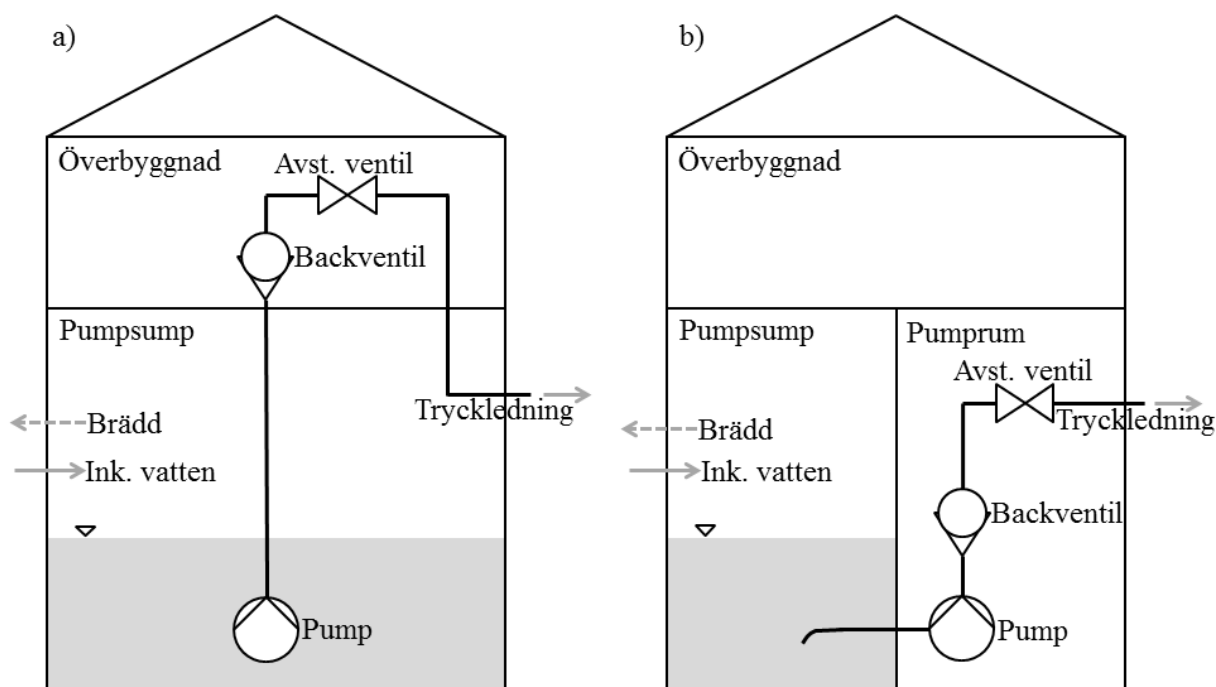 a)
Överbyggnad
Avst. ventil
Backventil
Pumpsump
Tryckledning
Brädd
Ink. vatten
Pump
b)
Överbyggnad
Pumpsump
Pumprum
Avst. ventil
Tryckledning
Brädd
Ink. vatten
Backventil
Pump